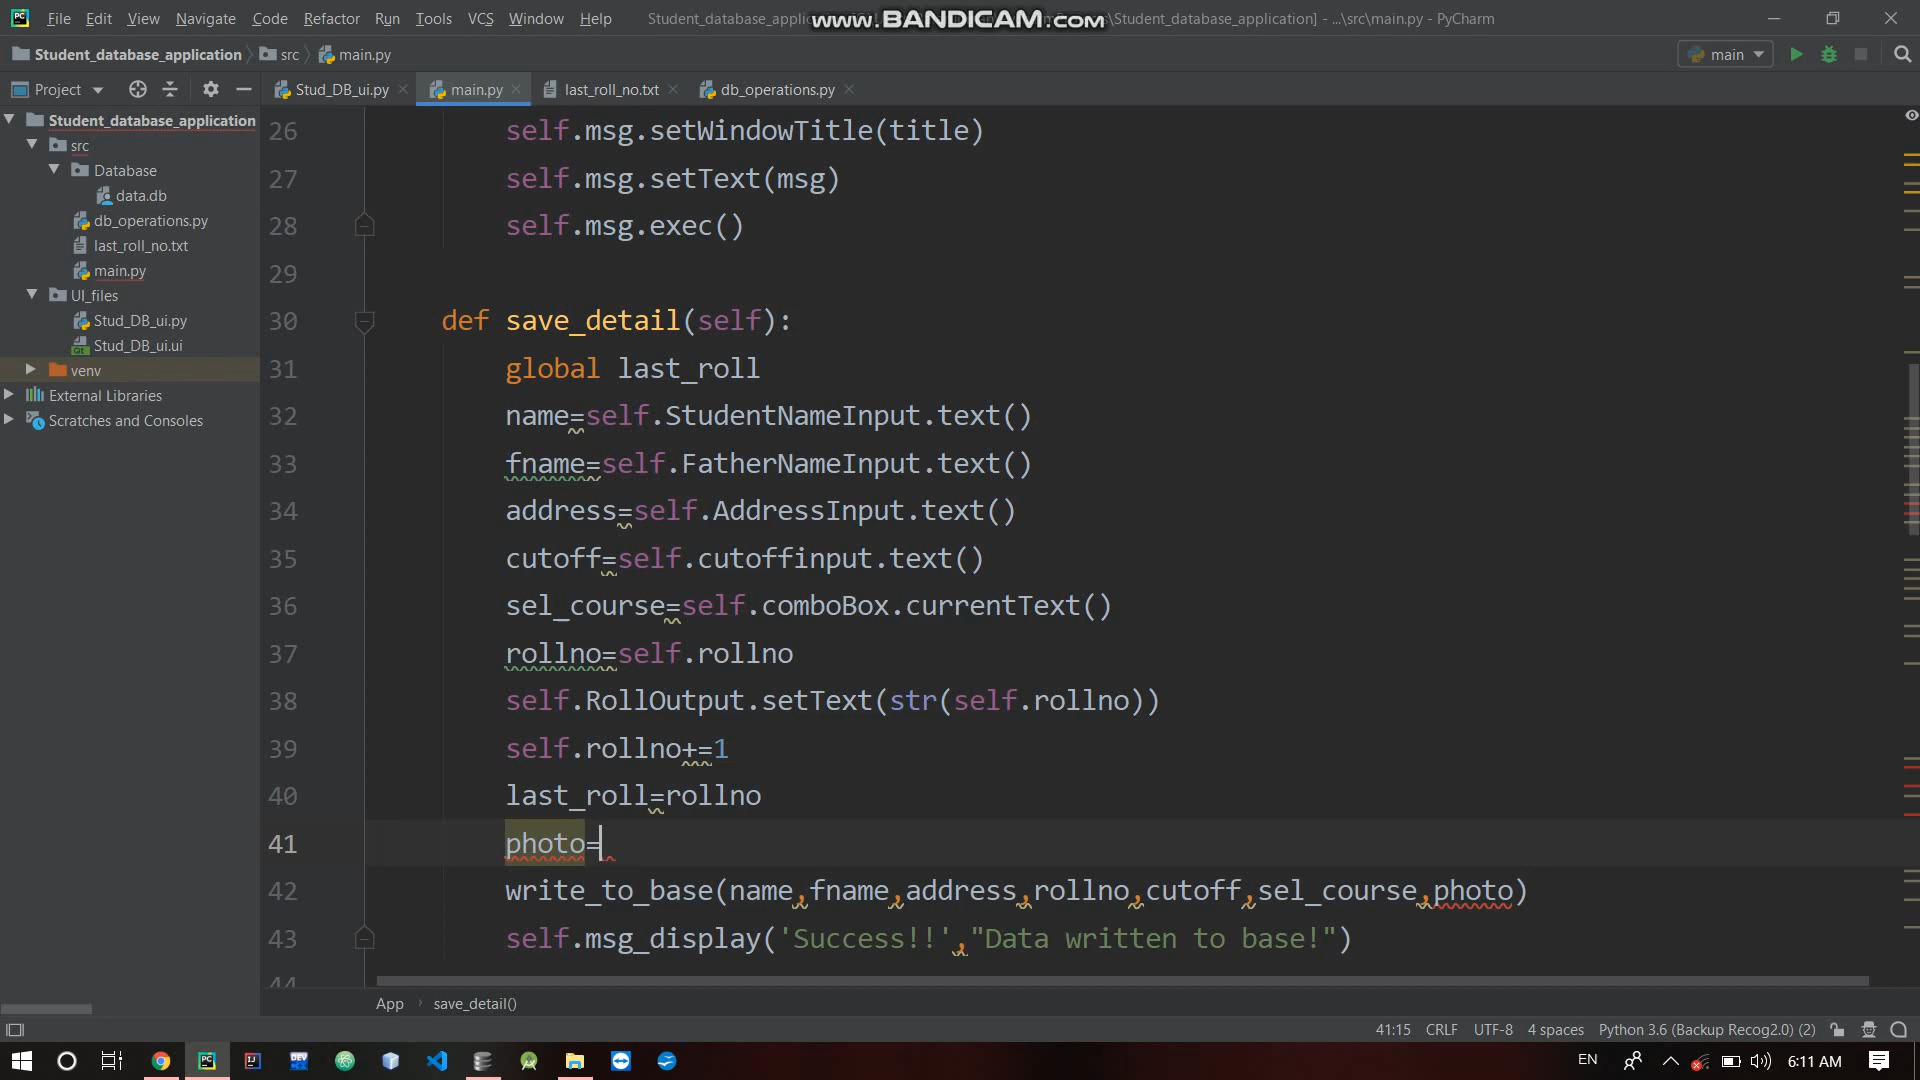 File Edit View Navigate Code Refactor Run Tools VCS Window Help Student_database_applic \Student_database_application] - ...\src\main.py - PyCharm
www.BANDICAM.com
Student_database_application src main.py
main
Project
Stud_DB_ui.py main.py last_roll_no.txt db_operations.py
Student_database_application
src
Database
data.db
db_operations.py
last_roll_no.txt
main.py
UI_files
Stud_DB_ui.py
Stud_DB_ui.ui
venv
External Libraries
Scratches and Consoles
26 self.msg.setWindowTitle(title)
27 self.msg.setText(msg)
28 self.msg.exec()
29
30 def save_detail(self):
31 global last_roll
32 name=self.StudentNameInput.text()
33 fname=self.FatherNameInput.text()
34 address=self.AddressInput.text()
35 cutoff=self.cutoffinput.text()
36 sel_course=self.comboBox.currentText()
37 rollno=self.rollno
38 self.RollOutput.setText(str(self.rollno))
39 self.rollno+=1
40 last_roll=rollno
41 photo=
42 write_to_base(name,fname,address,rollno,cutoff,sel_course,photo)
43 self.msg_display('Success!!',"Data written to base!")
44
App save_detail()
41:15 CRLF UTF-8 4 spaces Python 3.6 (Backup Recog2.0) (2)
EN 6:11 AM